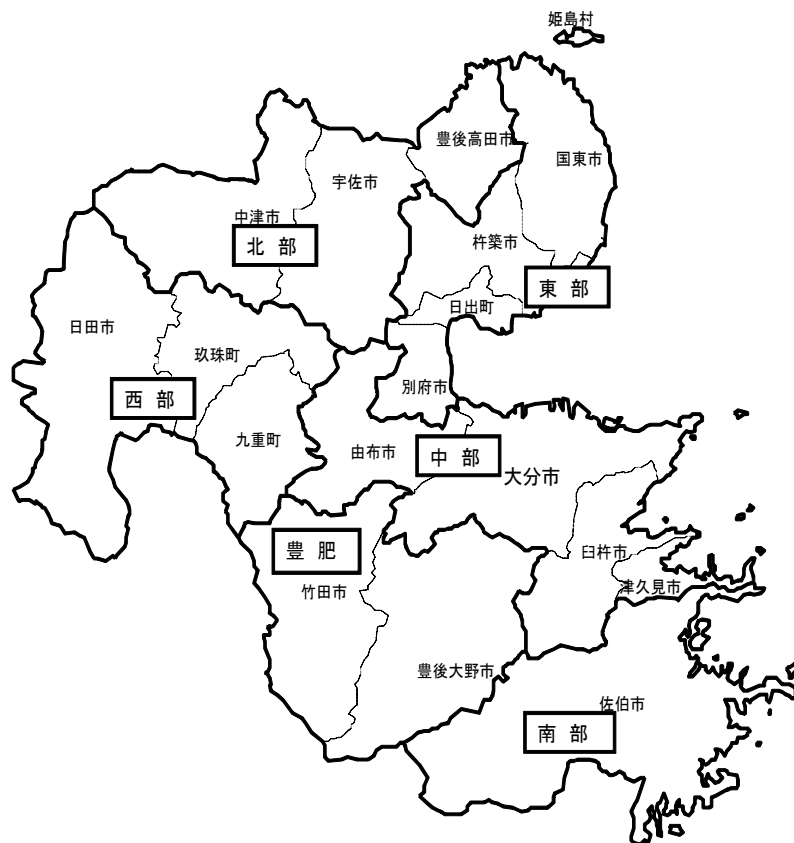 姫島村
豊後高田市
国東市
宇佐市
中津市
北部
杵築市
東部
日出町
日田市
玖珠町
西部
別府市
九重町
由布市
中部
大分市
豊肥
臼杵市
竹田市
津久見市
豊後大野市
佐伯市
南部